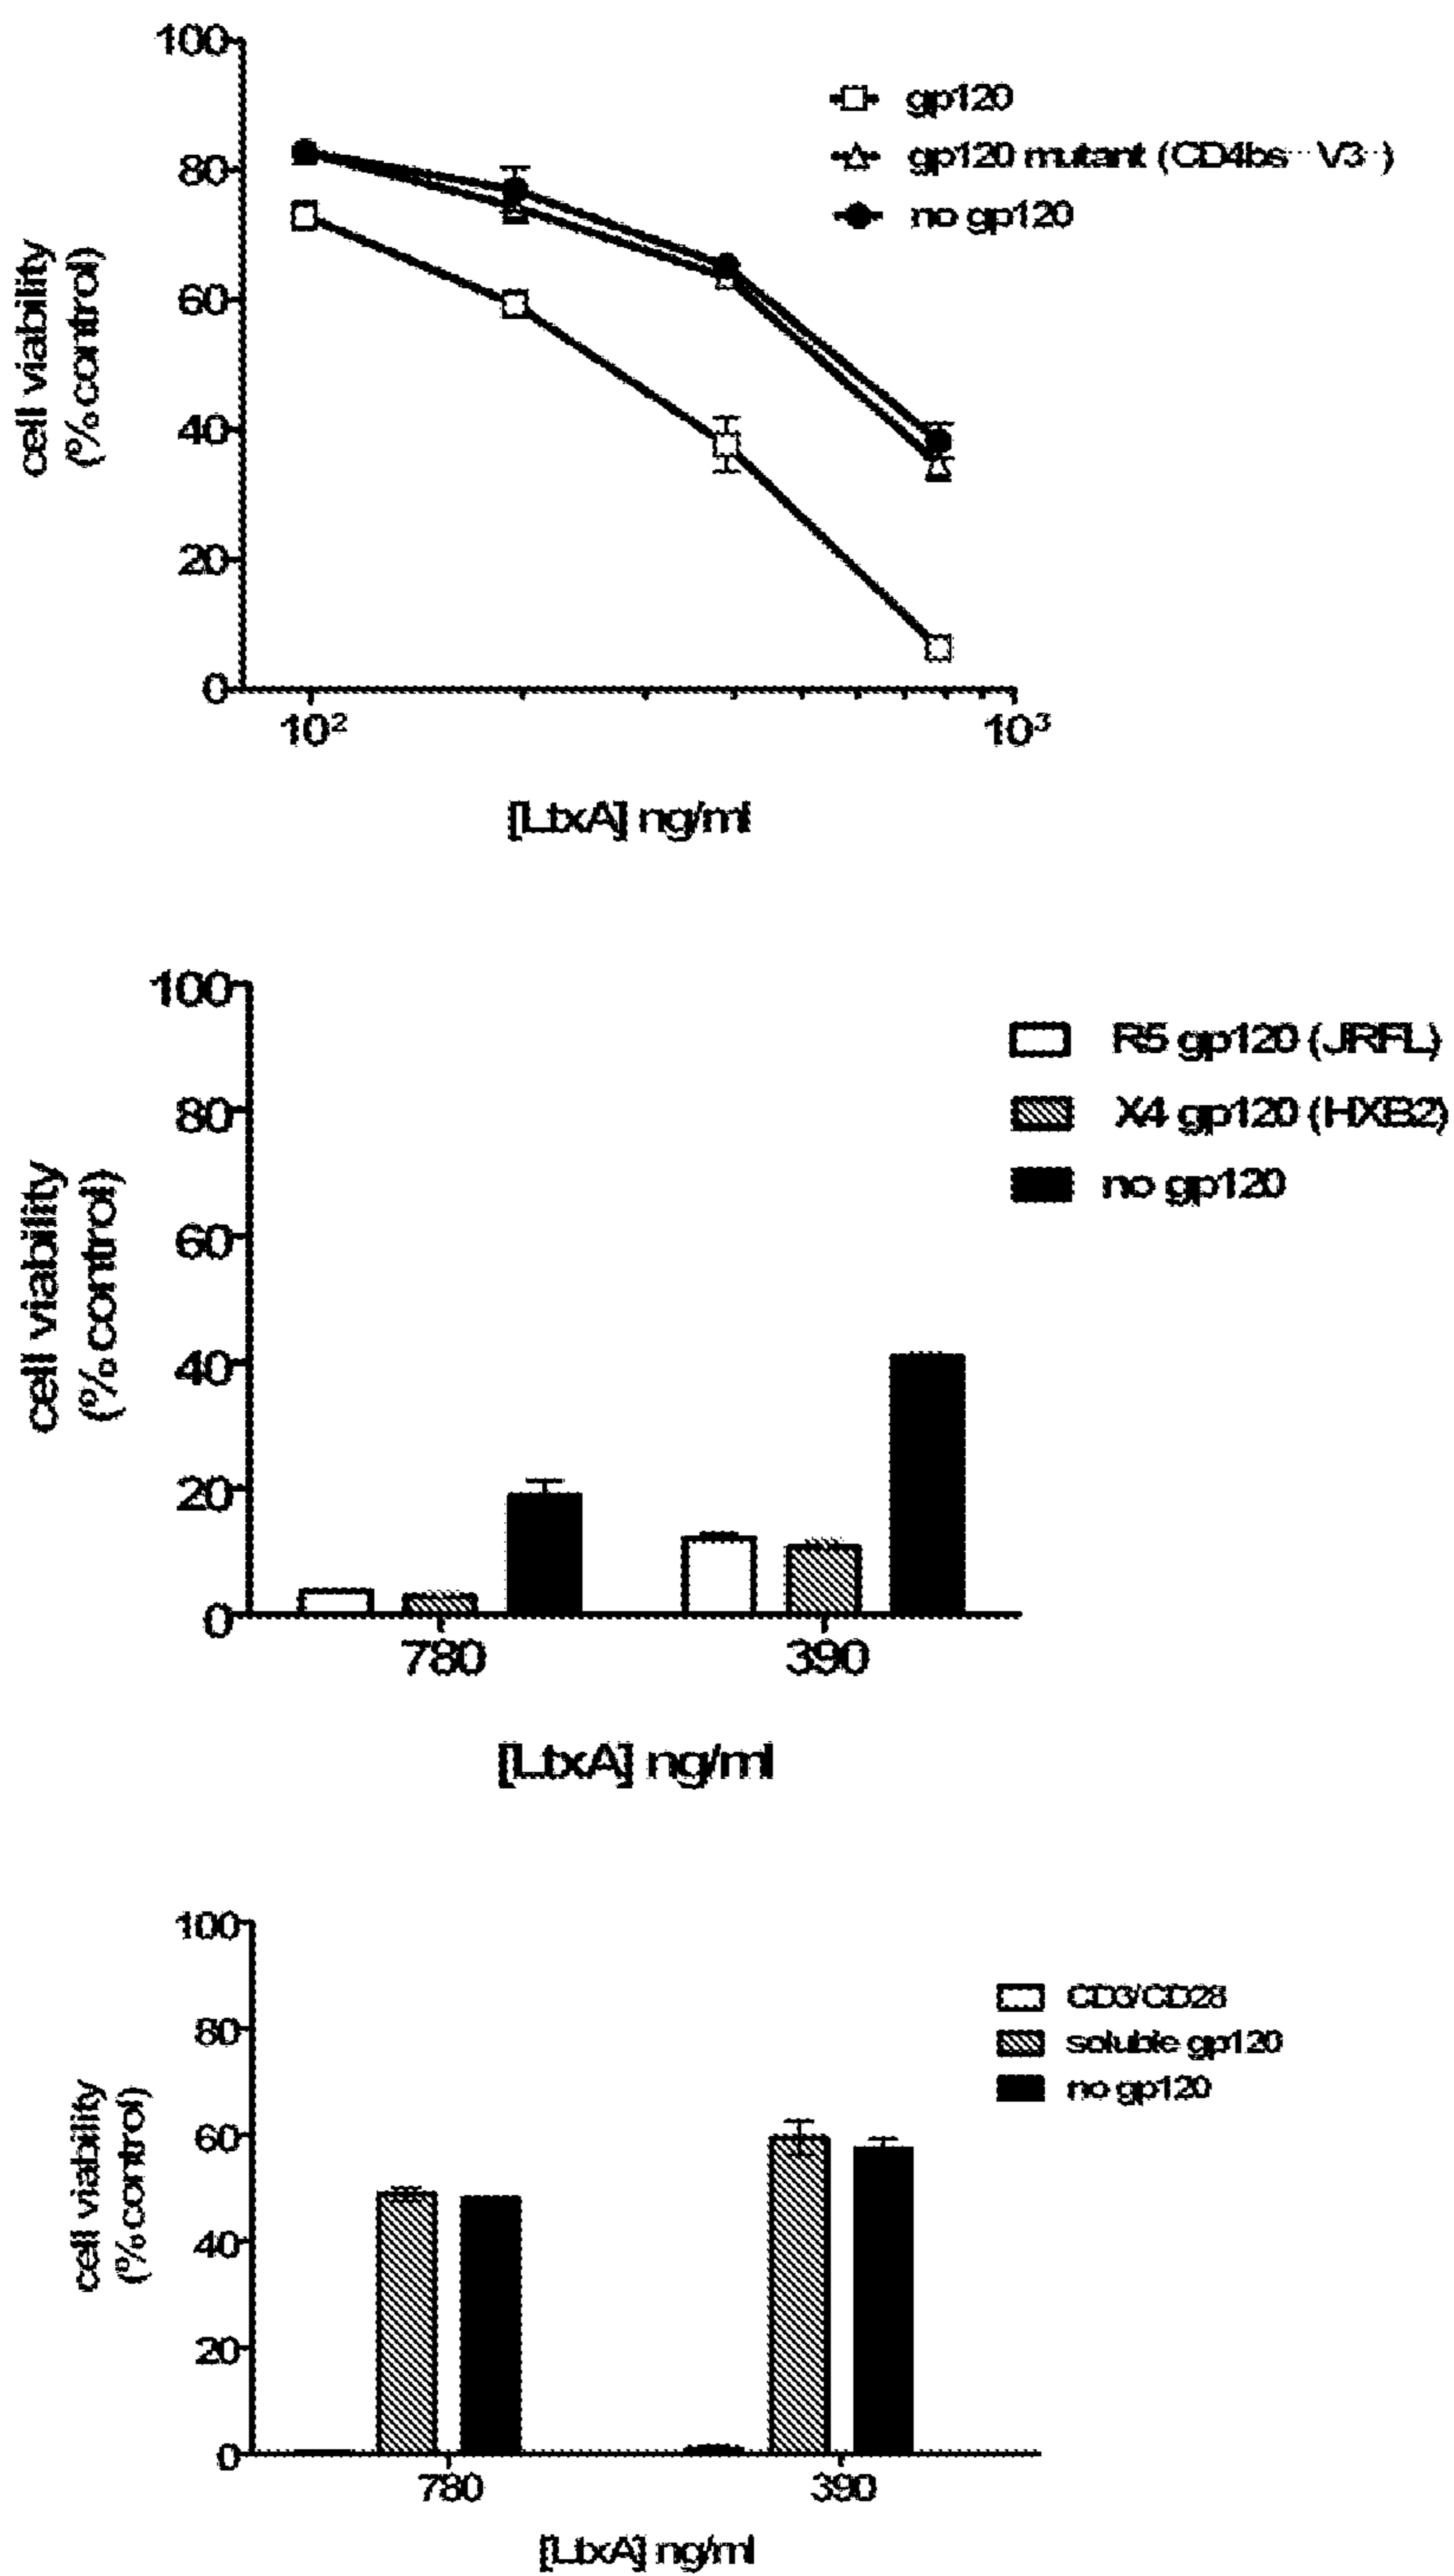 100
80
60
40
20
0
cell viability
(% control)
gp120
gp120 mutant (CD4bs⁻ V3⁻)
no gp120
10²
10³
[LtxA] ng/ml
100
80
60
40
20
0
cell viability
(% control)
R5 gp120 (JRFL)
X4 gp120 (HXB2)
no gp120
780
390
[LtxA] ng/ml
100
80
60
40
20
0
cell viability
(% control)
CD3/CD28
soluble gp120
no gp120
780
390
[LtxA] ng/ml